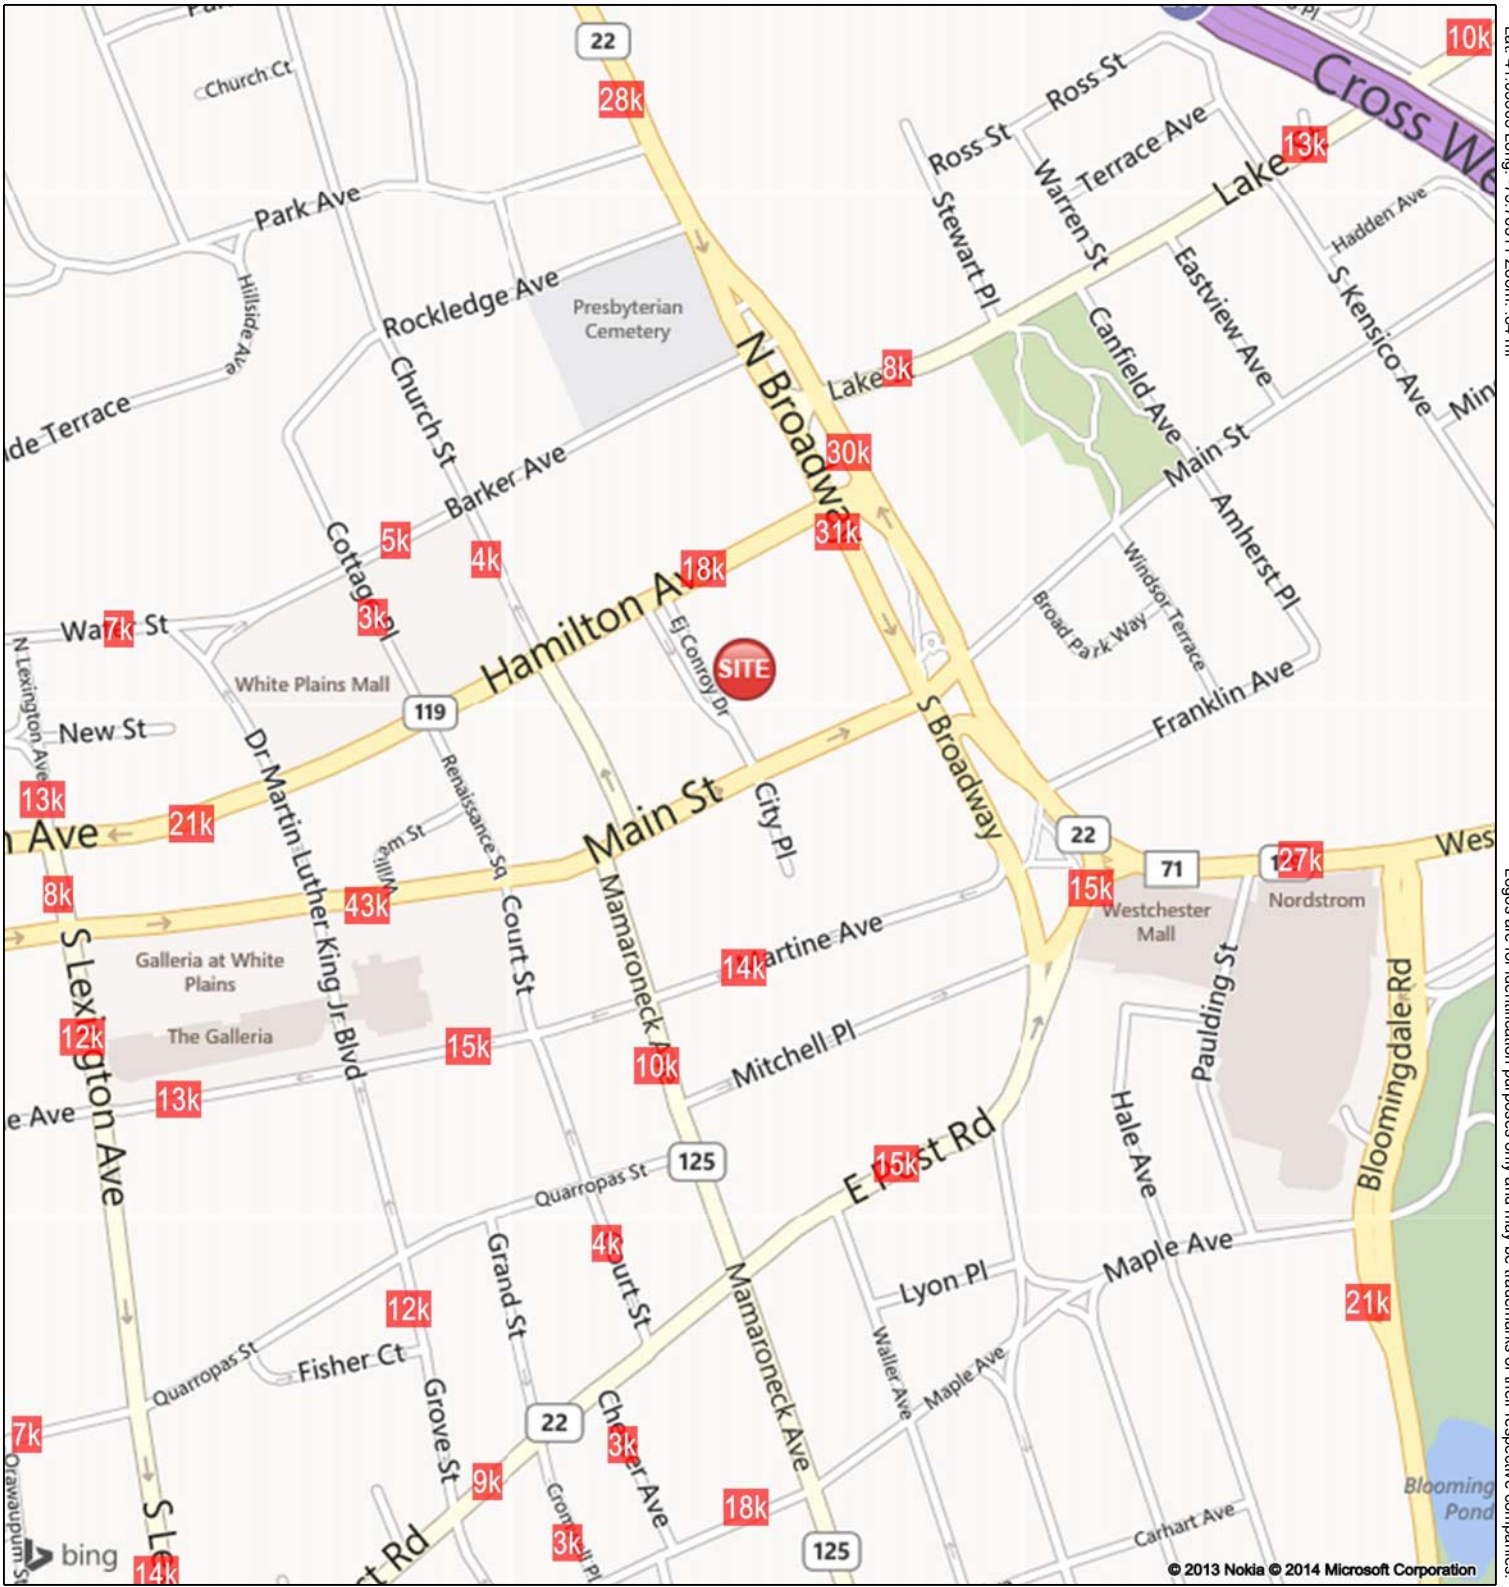 22
28k
10k
Church Ct
Ross St
Cross We
13k
Lake
Ross St
Terrace Ave
Warren St
Hadden Ave
Park Ave
Stewart Pl
Hillside Ave
Rockledge Ave
Presbyterian
Cemetery
Eastview Ave
S Kensico Ave
Canfield Ave
N Broadway
Lake
8k
Church St
Barker Ave
30k
Main St
31k
5k
4k
18k
Cottage Pl
3k
Hamilton Av
Amherst Pl
Windsor Terrace
Broad Park Way
7k
St
N Lexington Ave
Ej Conroy Dr
SITE
White Plains Mall
119
New St
Franklin Ave
S Broadway
Dr Martin Luther King Jr Blvd
Renaissance Sq
13k
21k
Main St
City Pl
Ave
22
71
27k
8k
43k
15k
Westchester
Mall
Nordstrom
S Lexington Ave
Galleria at White
Plains
The Galleria
Court St
Mamaroneck
14k
artine Ave
12k
15k
10k
Mitchell Pl
Paulding St
Bloomingdale Rd
13k
e Ave
Hale Ave
E Post Rd
15k
125
Quarropas St
4k
ourt St
Grand St
Maple Ave
Lyon Pl
12k
21k
Quarropas St
Fisher Ct
Waller Ave
Maple Ave
Mamaroneck Ave
Grove St
22
3k
7k
9k
18k
Blooming
Pond
Carhart Ave
3k
125
S Le
14k
st Rd
bing
© 2013 Nokia © 2014 Microsoft Corporation